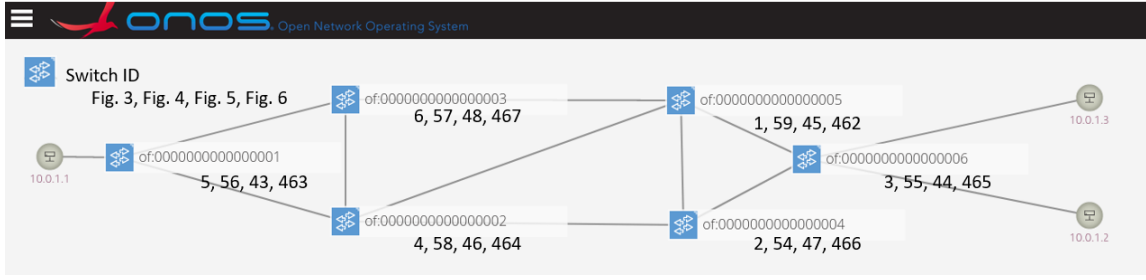 onos. Open Network Operating System
Switch ID
Fig. 3, Fig. 4, Fig. 5, Fig. 6
of:0000000000000003
6, 57, 48, 467
of:0000000000000005
1, 59, 45, 462
10.0.1.3
of:0000000000000001
5, 56, 43, 463
10.0.1.1
of:0000000000000006
3, 55, 44, 465
of:0000000000000002
4, 58, 46, 464
of:0000000000000004
2, 54, 47, 466
10.0.1.2